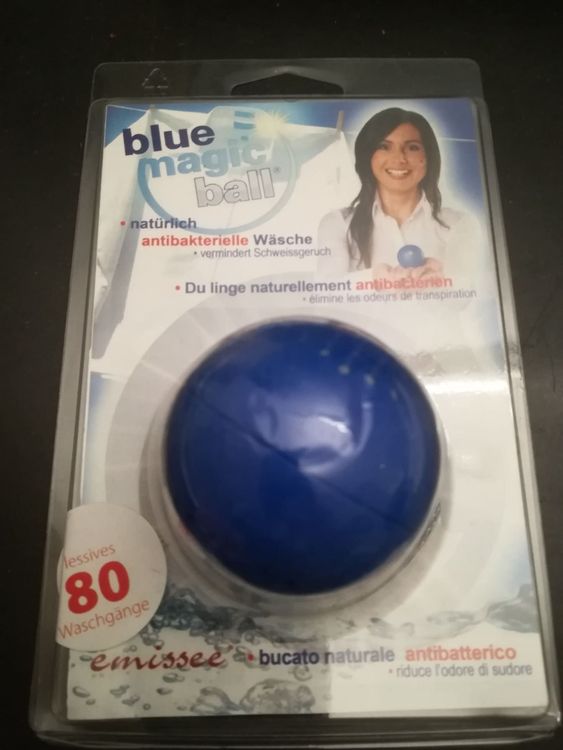 blue
magic
ball®
• natürlich
antibakterielle Wäsche
• vermindert Schweissgeruch
• Du linge naturellement antibactérien
• élimine les odeurs de transpiration
lessives
80
Waschgänge
emissee • bucato naturale antibatterico
• riduce l'odore di sudore